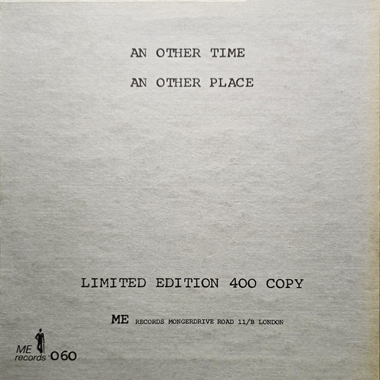 AN OTHER TIME
AN OTHER PLACE
LIMITED EDITION 400 COPY
ME RECORDS MONGERDRIVE ROAD 11/B LONDON
ME
records 060